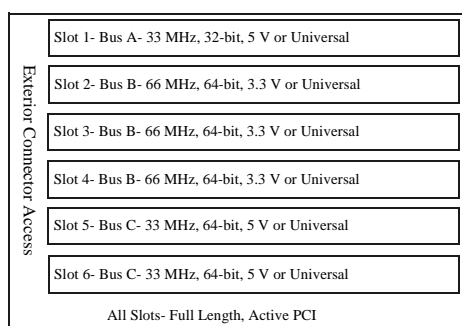 Exterior Connector Access
Slot 1- Bus A- 33 MHz, 32-bit, 5 V or Universal
Slot 2- Bus B- 66 MHz, 64-bit, 3.3 V or Universal
Slot 3- Bus B- 66 MHz, 64-bit, 3.3 V or Universal
Slot 4- Bus B- 66 MHz, 64-bit, 3.3 V or Universal
Slot 5- Bus C- 33 MHz, 64-bit, 5 V or Universal
Slot 6- Bus C- 33 MHz, 64-bit, 5 V or Universal
All Slots- Full Length, Active PCI